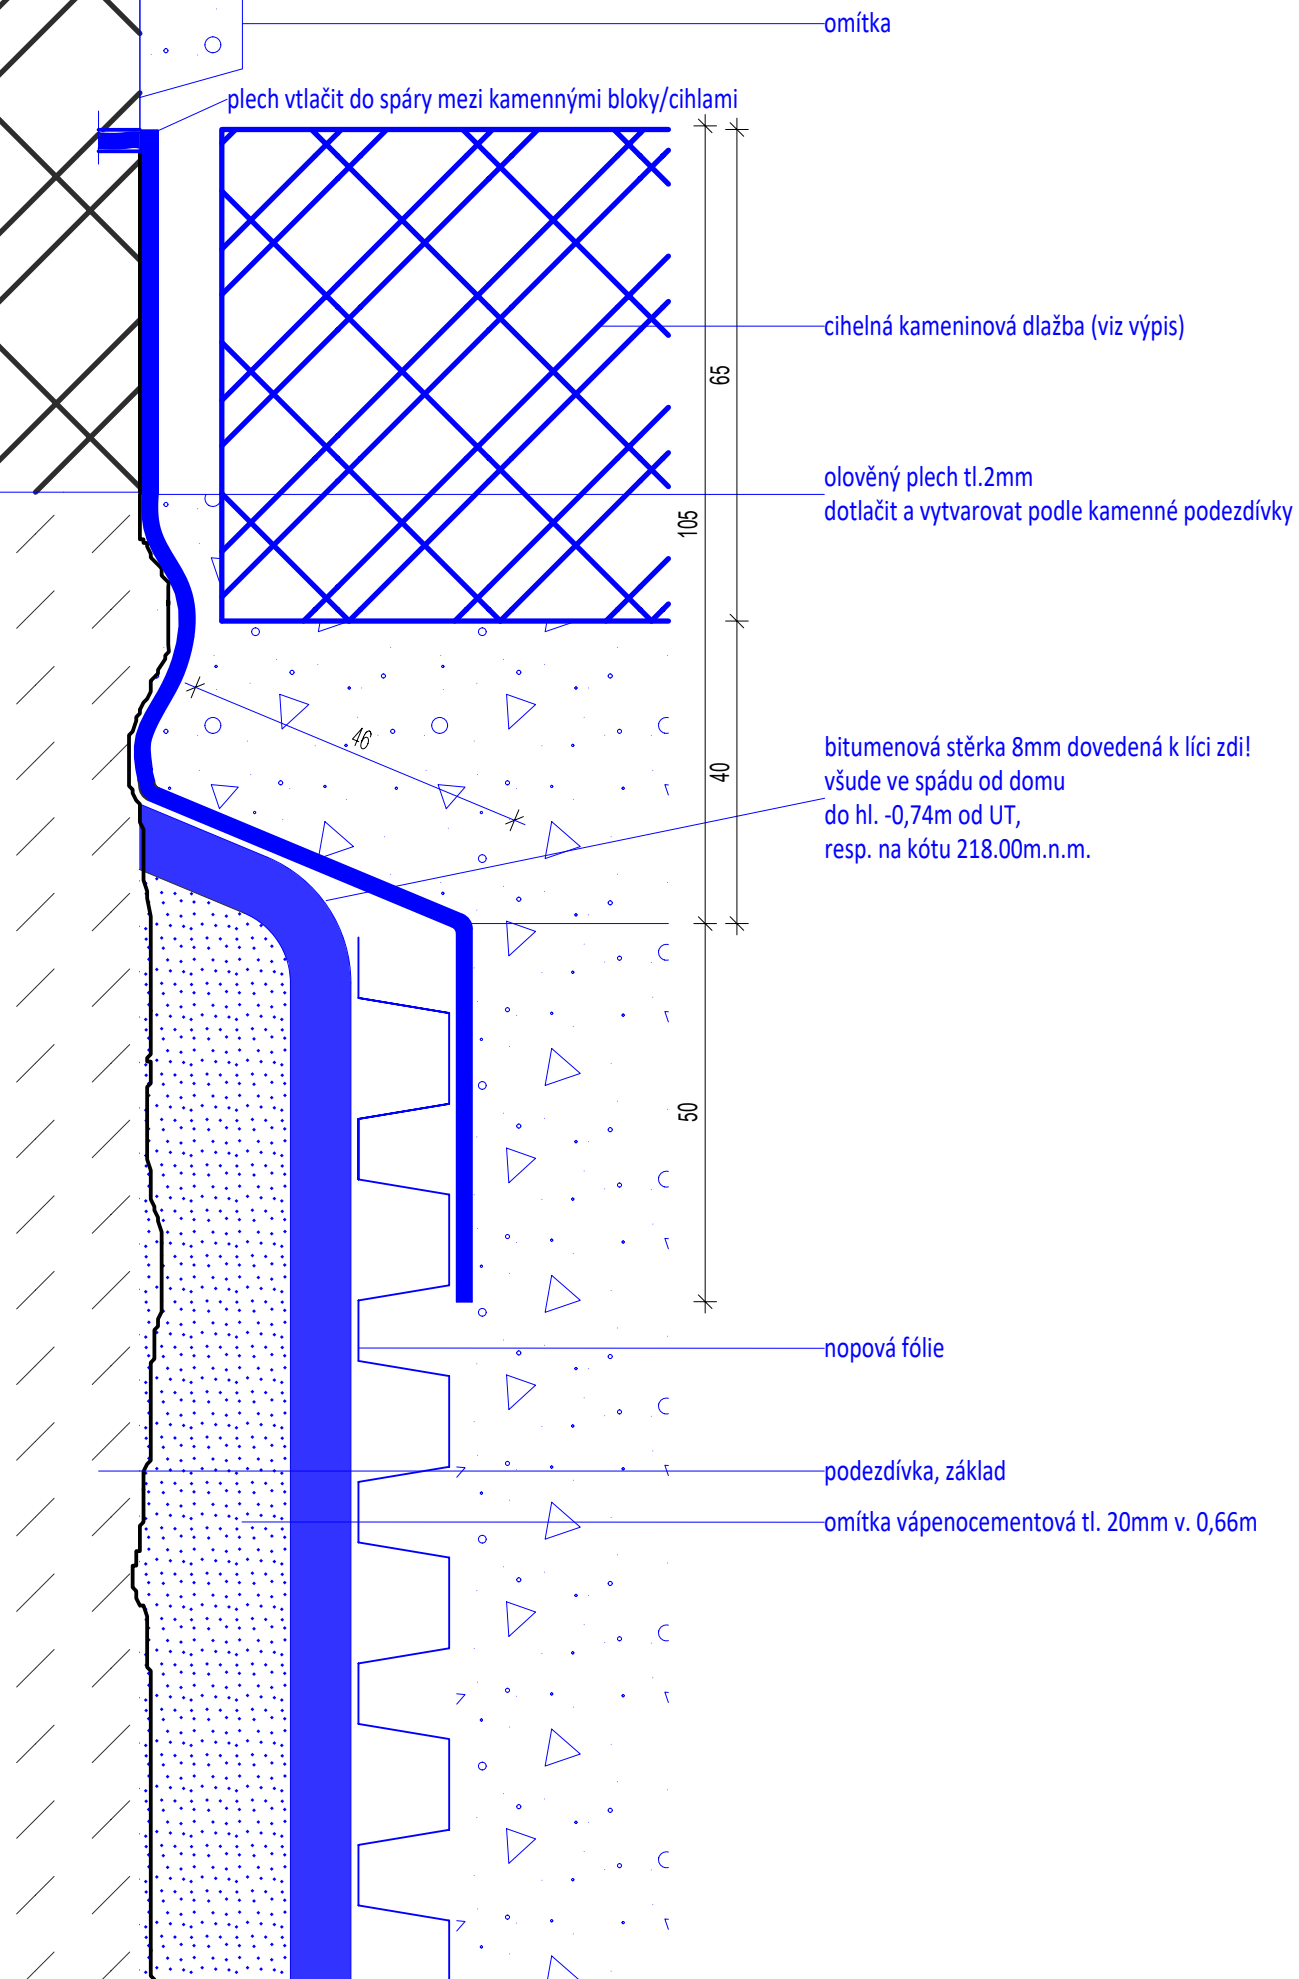 omítka
plech vtlačit do spáry mezi kamennými bloky/cihlami
cihelná kameninová dlažba (viz výpis)
65
olověný plech tl.2mm
dotlačit a vytvarovat podle kamenné podezdívky
105
46
40
bitumenová stěrka 8mm dovedená k líci zdi!
všude ve spádu od domu
do hl. -0,74m od UT,
resp. na kótu 218.00m.n.m.
50
nopová fólie
podezdívka, základ
omítka vápenocementová tl. 20mm v. 0,66m